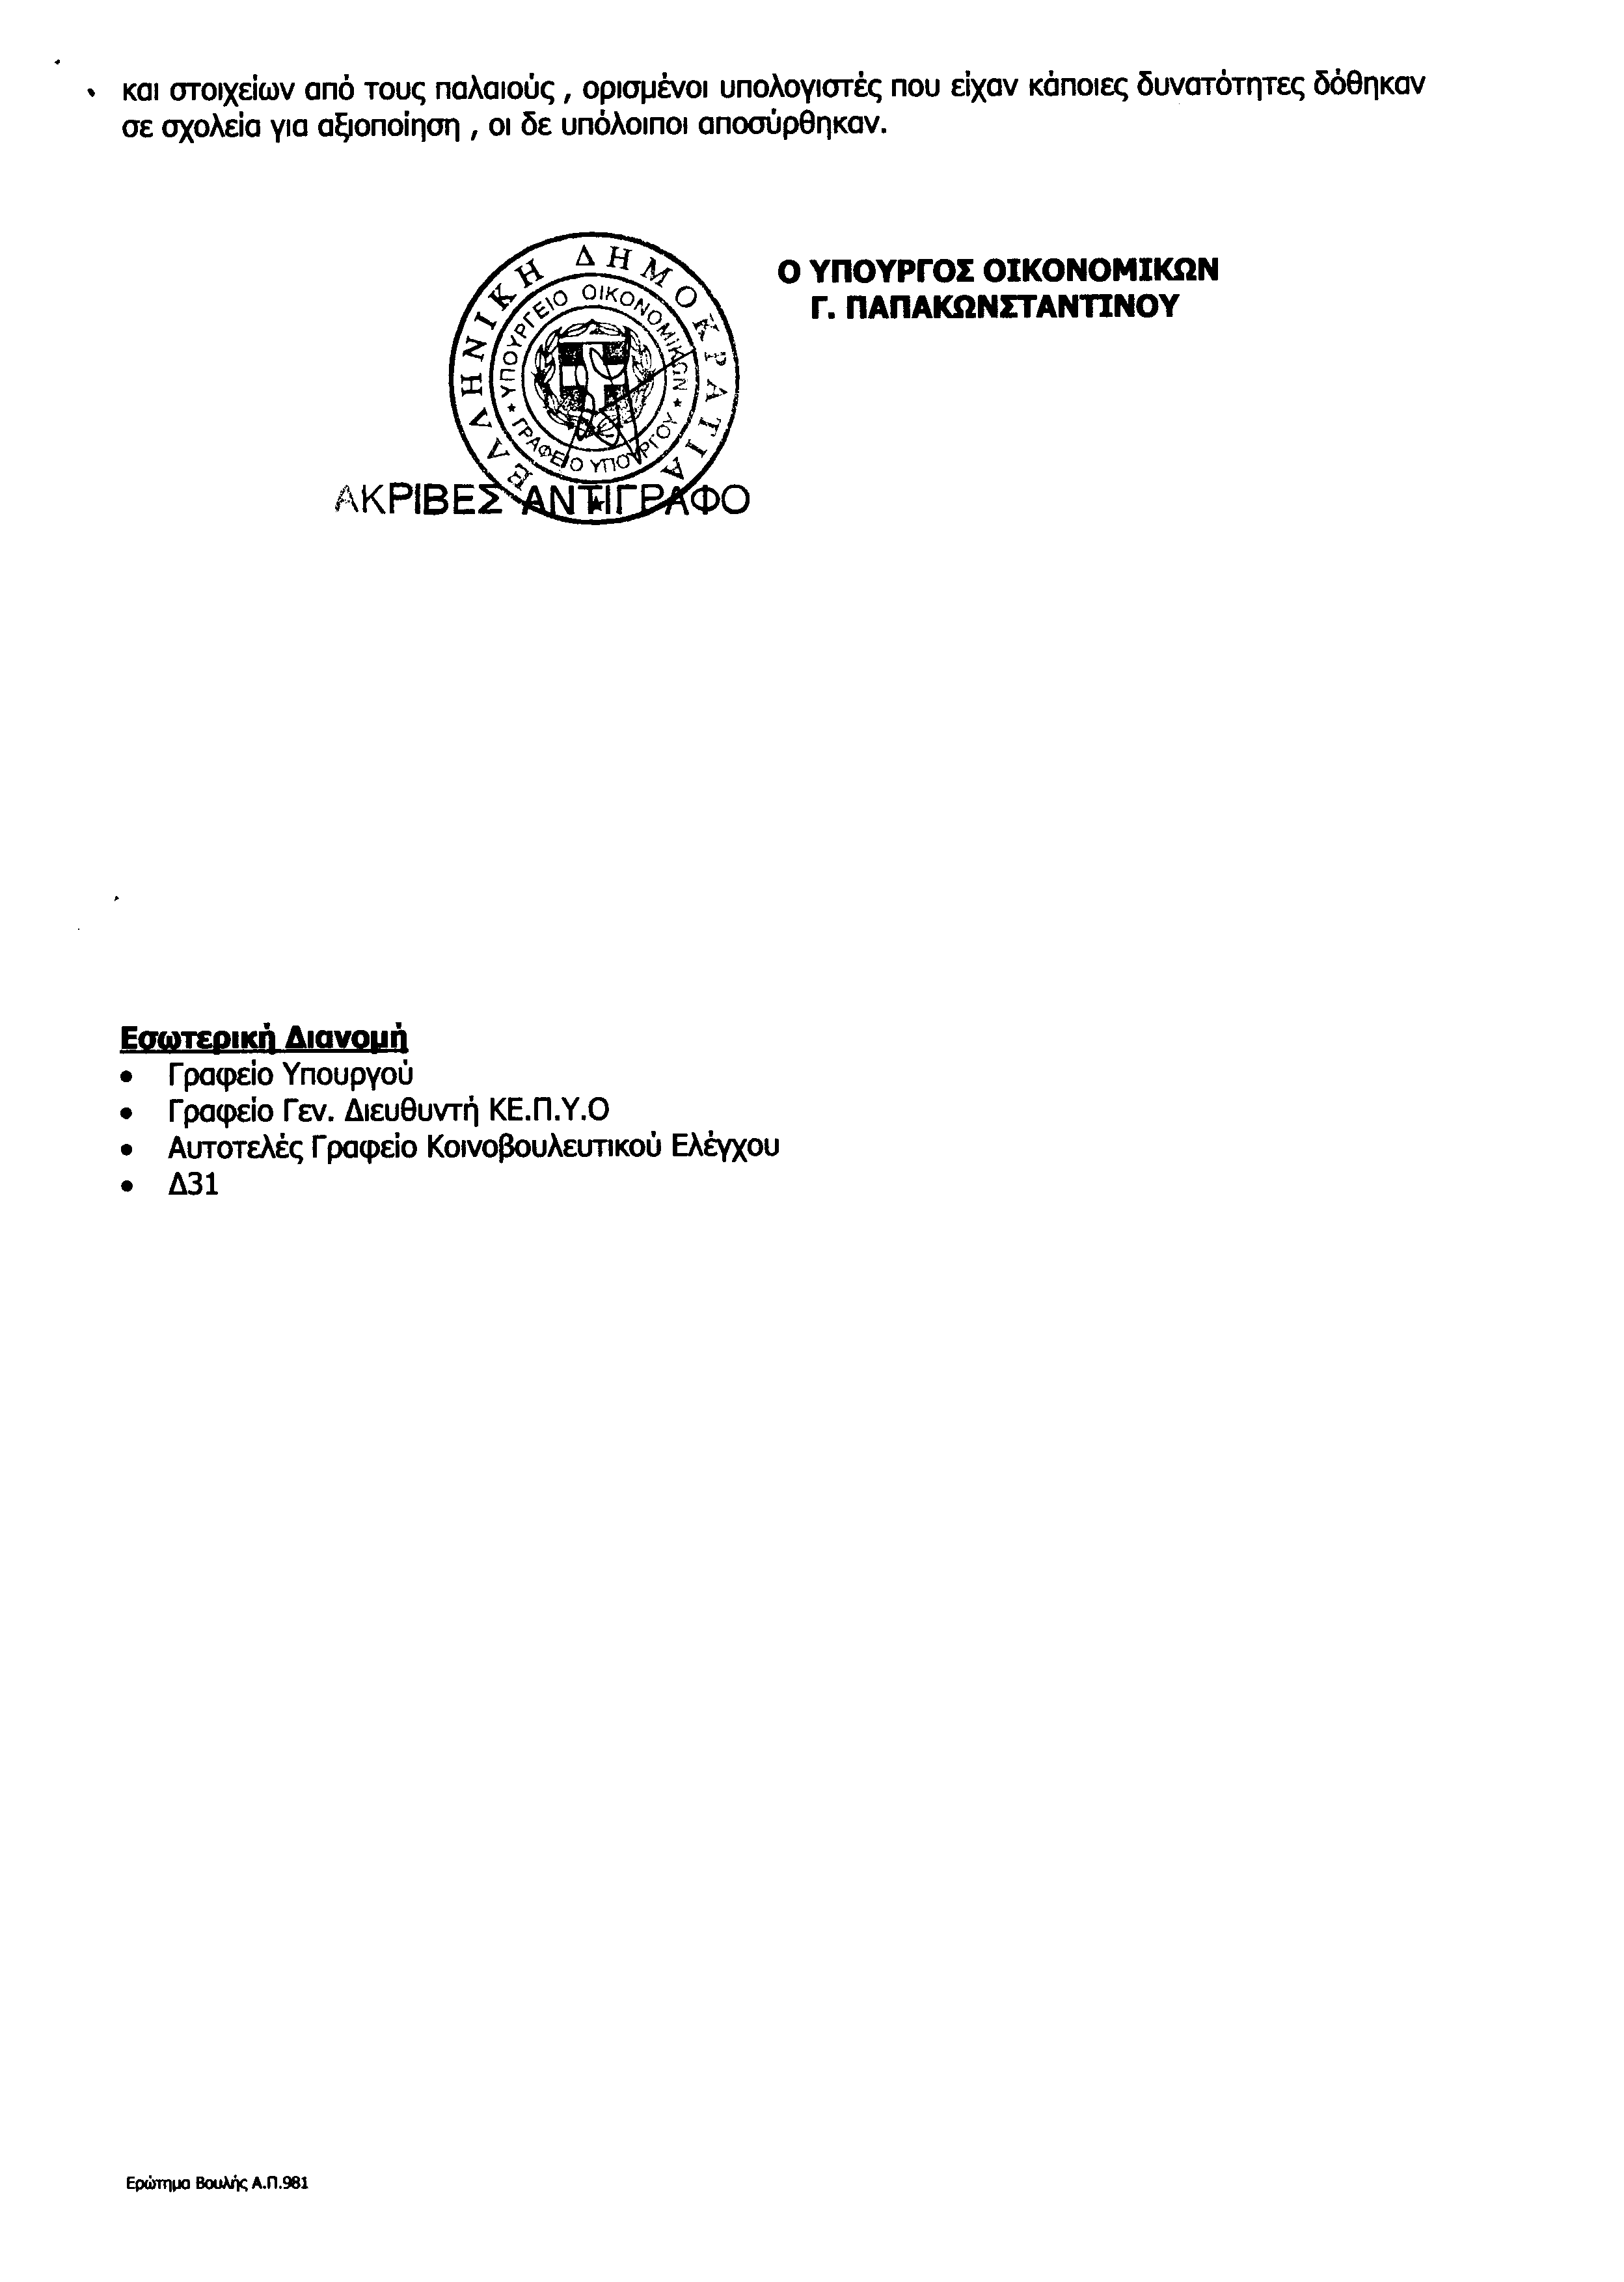 και στοιχείων από τους παλαιούς , ορισμένοι υπολογιστές που είχαν κάποιες δυνατότητες δόθηκαν
σε σχολεία για αξιοποίηση , οι δε υπόλοιποι αποσύρθηκαν.
Ο ΥΠΟΥΡΓΟΣ ΟΙΚΟΝΟΜΙΚΩΝ
Γ. ΠΑΠΑΚΩΝΣΤΑΝΤΙΝΟΥ
ΕΛΛΗΝΙΚΗ ΔΗΜΟΚΡΑΤΙΑ
ΥΠΟΥΡΓΕΙΟ ΟΙΚΟΝΟΜΙΚΩΝ
ΓΡΑΦΕΙΟ ΥΠΟΥΡΓΟΥ
ΑΚΡΙΒΕΣ ΑΝΤΙΓΡΑΦΟ
Εσωτερική Διανομή
• Γραφείο Υπουργού
• Γραφείο Γεν. Διευθυντή ΚΕ.Π.Υ.Ο
• Αυτοτελές Γραφείο Κοινοβουλευτικού Ελέγχου
• Δ31
Ερώτημα Βουλής Α.Π.981